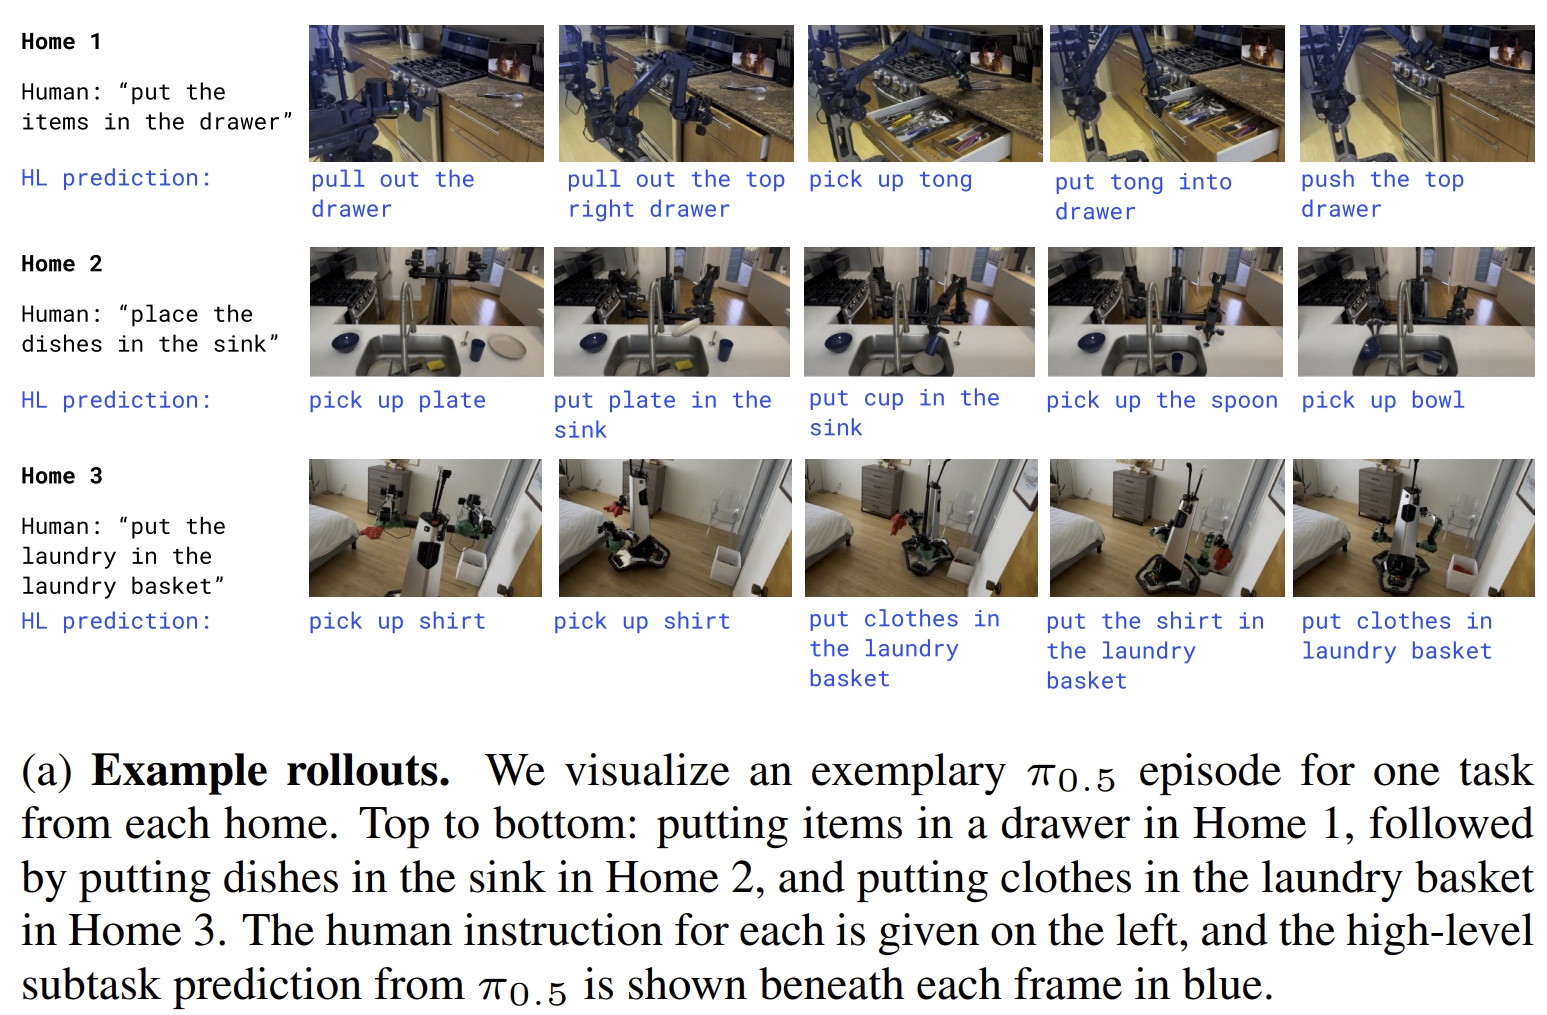 Home 1
Human: “put the
items in the drawer”
HL prediction:
pull out the
drawer
pull out the top
right drawer
pick up tong
put tong into
drawer
push the top
drawer
Home 2
Human: “place the
dishes in the sink”
HL prediction:
pick up plate
put plate in the
sink
put cup in the
sink
pick up the spoon
pick up bowl
Home 3
Human: “put the
laundry in the
laundry basket”
HL prediction:
pick up shirt
pick up shirt
put clothes in
the laundry
basket
put the shirt in
the laundry
basket
put clothes in
laundry basket
(a) Example rollouts. We visualize an exemplary π0.5 episode for one task
from each home. Top to bottom: putting items in a drawer in Home 1, followed
by putting dishes in the sink in Home 2, and putting clothes in the laundry basket
in Home 3. The human instruction for each is given on the left, and the high-level
subtask prediction from π0.5 is shown beneath each frame in blue.